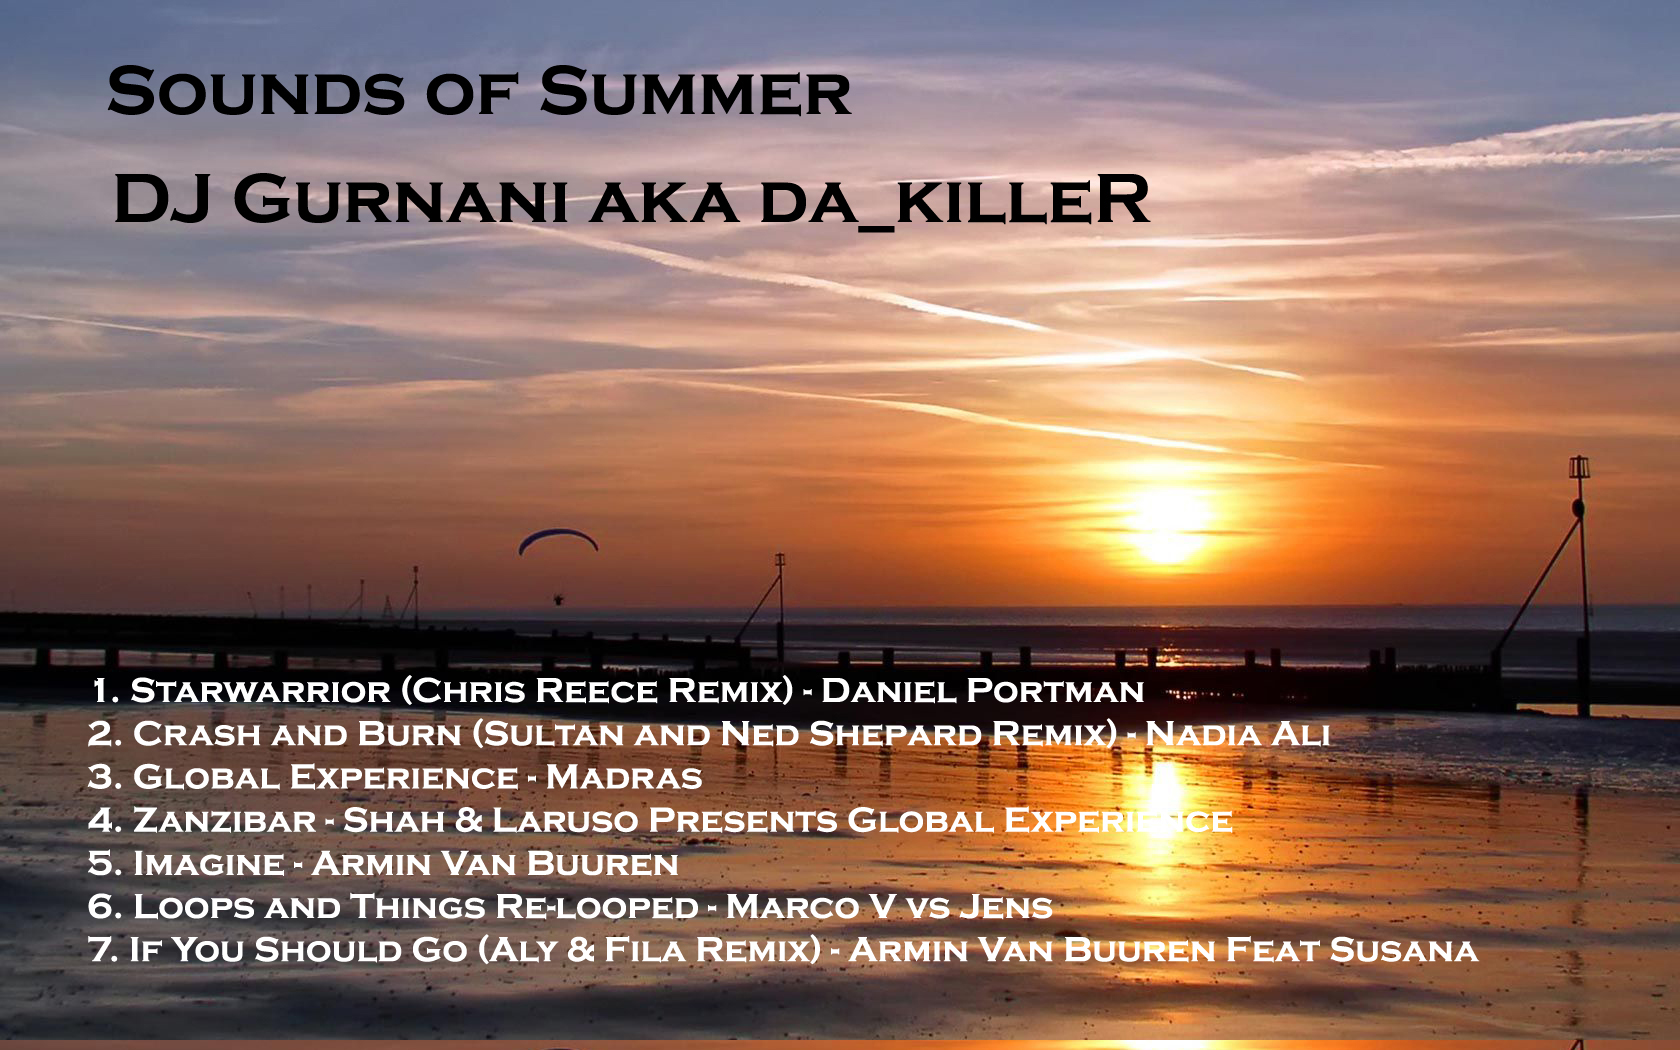 Sounds of Summer
DJ Gurnani aka da_killeR
1. Starwarrior (Chris Reece Remix) - Daniel Portman
2. Crash and Burn (Sultan and Ned Shepard Remix) - Nadia Ali
3. Global Experience - Madras
4. Zanzibar - Shah & Laruso Presents Global Experience
5. Imagine - Armin Van Buuren
6. Loops and Things Re-looped - Marco V vs Jens
7. If You Should Go (Aly & Fila Remix) - Armin Van Buuren Feat Susana